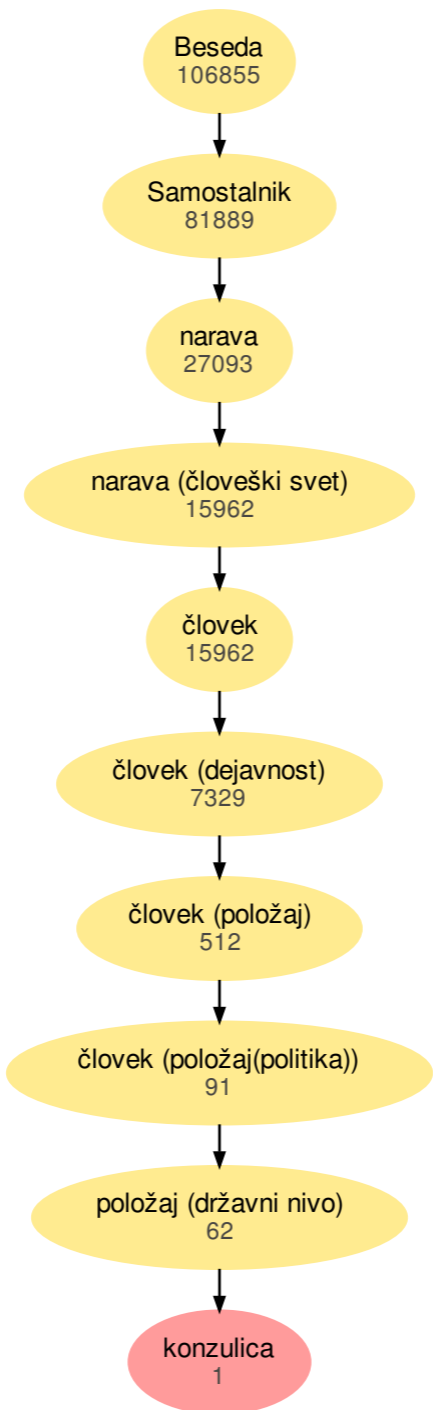 Beseda
106855
Samostalnik
81889
narava
27093
narava (človeški svet)
15962
človek
15962
človek (dejavnost)
7329
človek (položaj)
512
človek (položaj(politika))
91
položaj (državni nivo)
62
konzulica
1